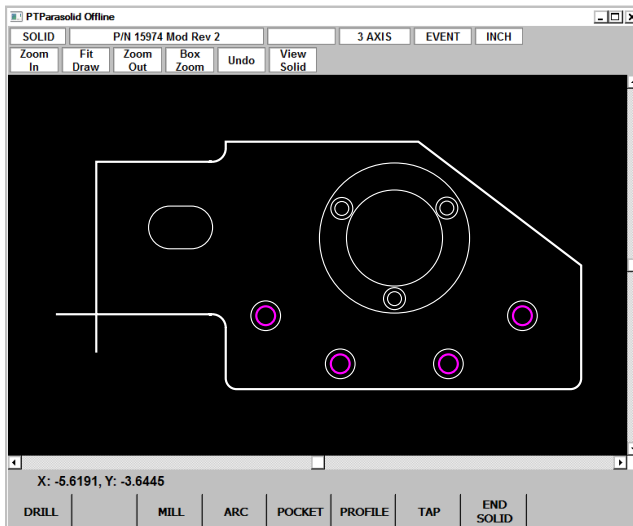 PTParasolid Offline
SOLID P/N 15974 Mod Rev 2 3 AXIS EVENT INCH
Zoom In Fit Draw Zoom Out Box Zoom Undo View Solid
X: -5.6191, Y: -3.6445
DRILL MILL ARC POCKET PROFILE TAP END SOLID